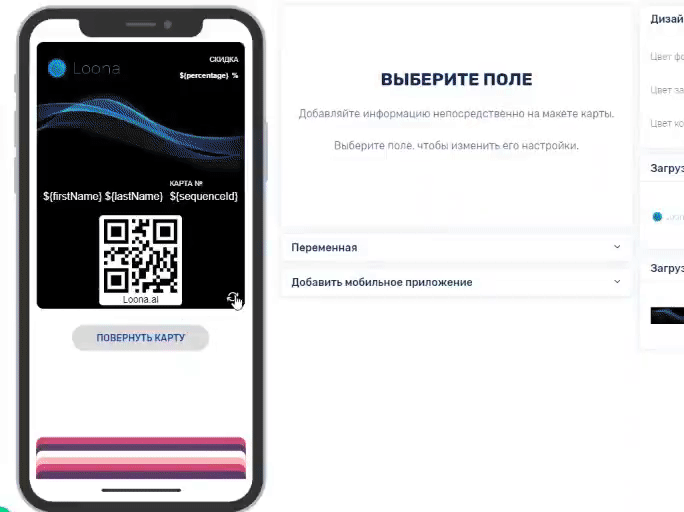 Loona
СКИДКА
${percentage} %
КАРТА №
${firstName} ${lastName} ${sequenceId}
Loona.ai
ПОВЕРНУТЬ КАРТУ
ВЫБЕРИТЕ ПОЛЕ
Добавляйте информацию непосредственно на макете карты.
Выберите поле, чтобы изменить его настройки.
Переменная
Добавить мобильное приложение
Дизай
Цвет фо
Цвет за
Цвет ко
Загруз
Загруз